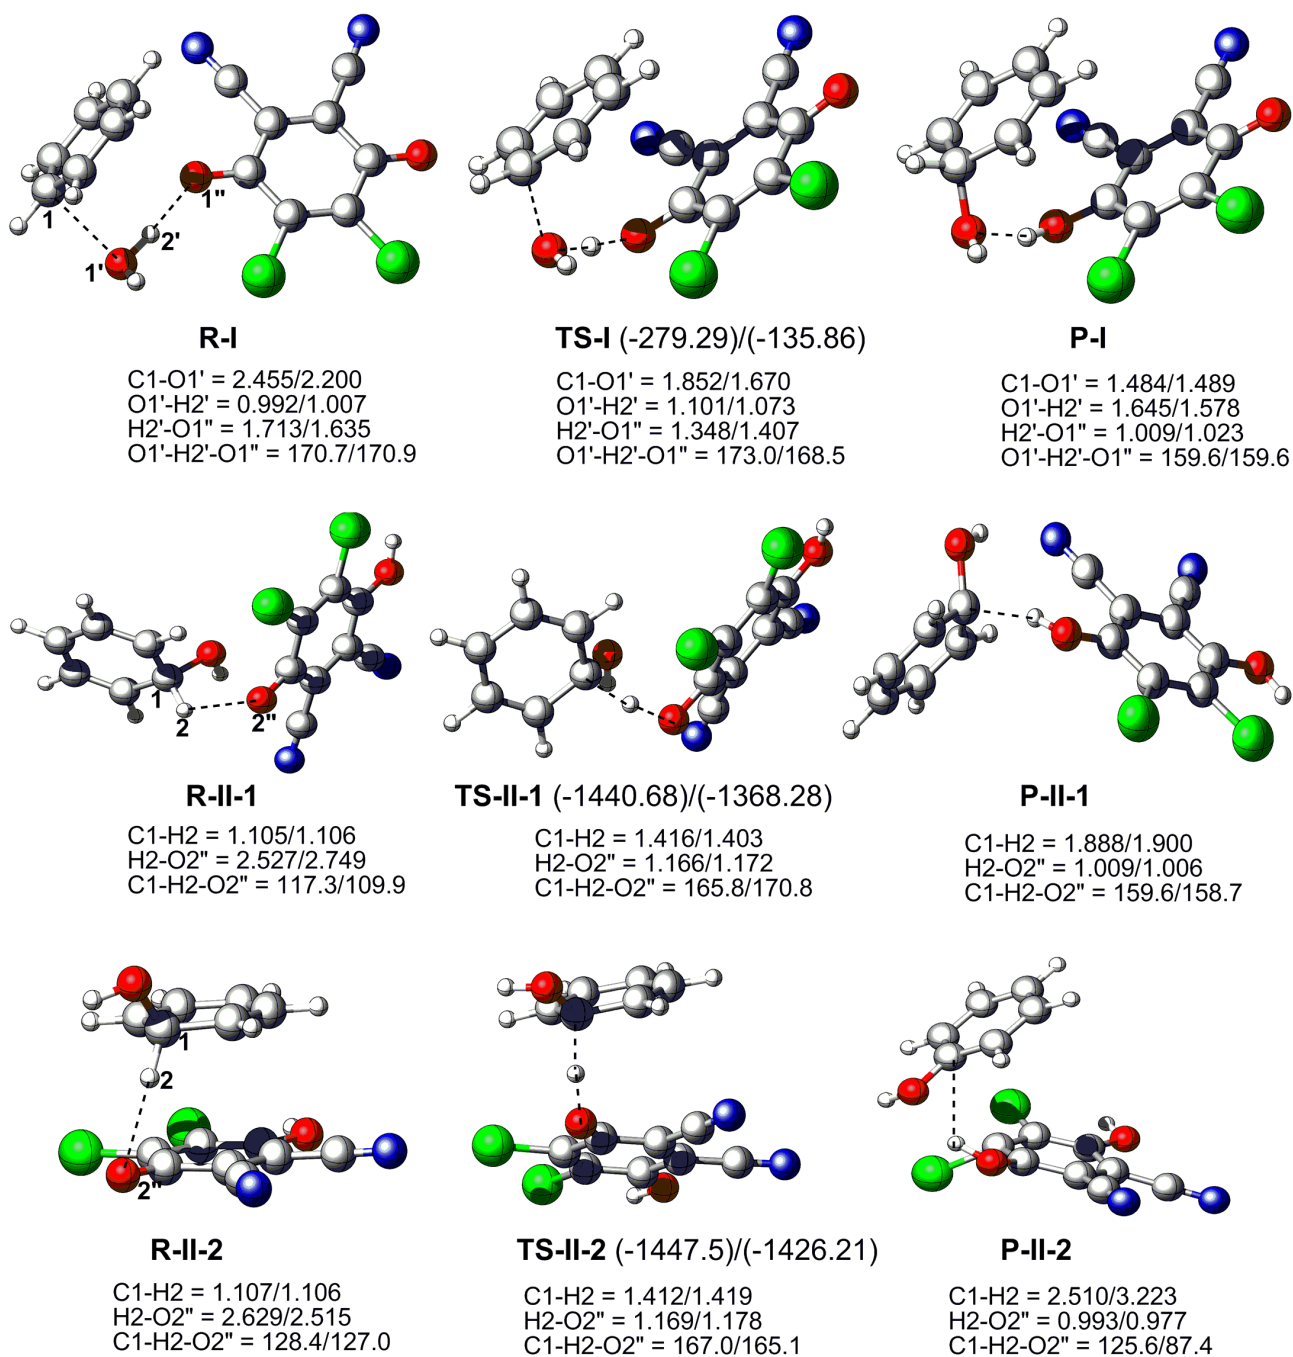 1
1'
2'
1"
R-I
TS-I (-279.29)/(-135.86)
P-I
C1-O1' = 2.455/2.200
O1'-H2' = 0.992/1.007
H2'-O1" = 1.713/1.635
O1'-H2'-O1" = 170.7/170.9
C1-O1' = 1.852/1.670
O1'-H2' = 1.101/1.073
H2'-O1" = 1.348/1.407
O1'-H2'-O1" = 173.0/168.5
C1-O1' = 1.484/1.489
O1'-H2' = 1.645/1.578
H2'-O1" = 1.009/1.023
O1'-H2'-O1" = 159.6/159.6
1
2
2"
R-II-1
TS-II-1 (-1440.68)/(-1368.28)
P-II-1
C1-H2 = 1.105/1.106
H2-O2" = 2.527/2.749
C1-H2-O2" = 117.3/109.9
C1-H2 = 1.416/1.403
H2-O2" = 1.166/1.172
C1-H2-O2" = 165.8/170.8
C1-H2 = 1.888/1.900
H2-O2" = 1.009/1.006
C1-H2-O2" = 159.6/158.7
1
2
2"
R-II-2
TS-II-2 (-1447.5)/(-1426.21)
P-II-2
C1-H2 = 1.107/1.106
H2-O2" = 2.629/2.515
C1-H2-O2" = 128.4/127.0
C1-H2 = 1.412/1.419
H2-O2" = 1.169/1.178
C1-H2-O2" = 167.0/165.1
C1-H2 = 2.510/3.223
H2-O2" = 0.993/0.977
C1-H2-O2" = 125.6/87.4